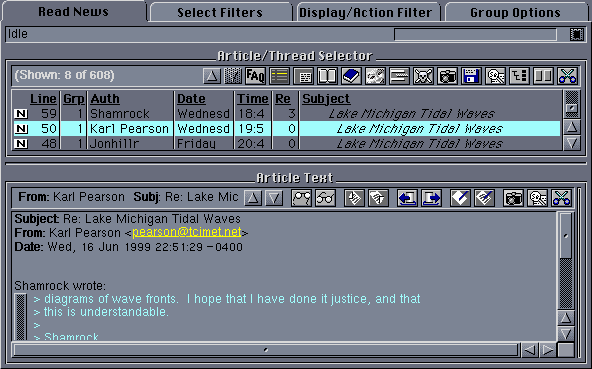 Read News Select Filters Display/Action Filter Group Options
Idle
Article/Thread Selector
(Shown: 8 of 608) FAQ
Line Grp Auth Date Time Re Subject
N 59 1 Shamrock Wednesd 18:4 3 Lake Michigan Tidal Waves
N 50 1 Karl Pearson Wednesd 19:5 0 Lake Michigan Tidal Waves
N 48 1 Jonhillr Friday 20:4 0 Lake Michigan Tidal Waves
Article Text
From: Karl Pearson Subj: Re: Lake Mic
Subject: Re: Lake Michigan Tidal Waves
From: Karl Pearson <pearson@tcimet.net>
Date: Wed, 16 Jun 1999 22:51:29 -0400
Shamrock wrote:
> diagrams of wave fronts. I hope that I have done it justice, and that
> this is understandable.
>
> Shamrock